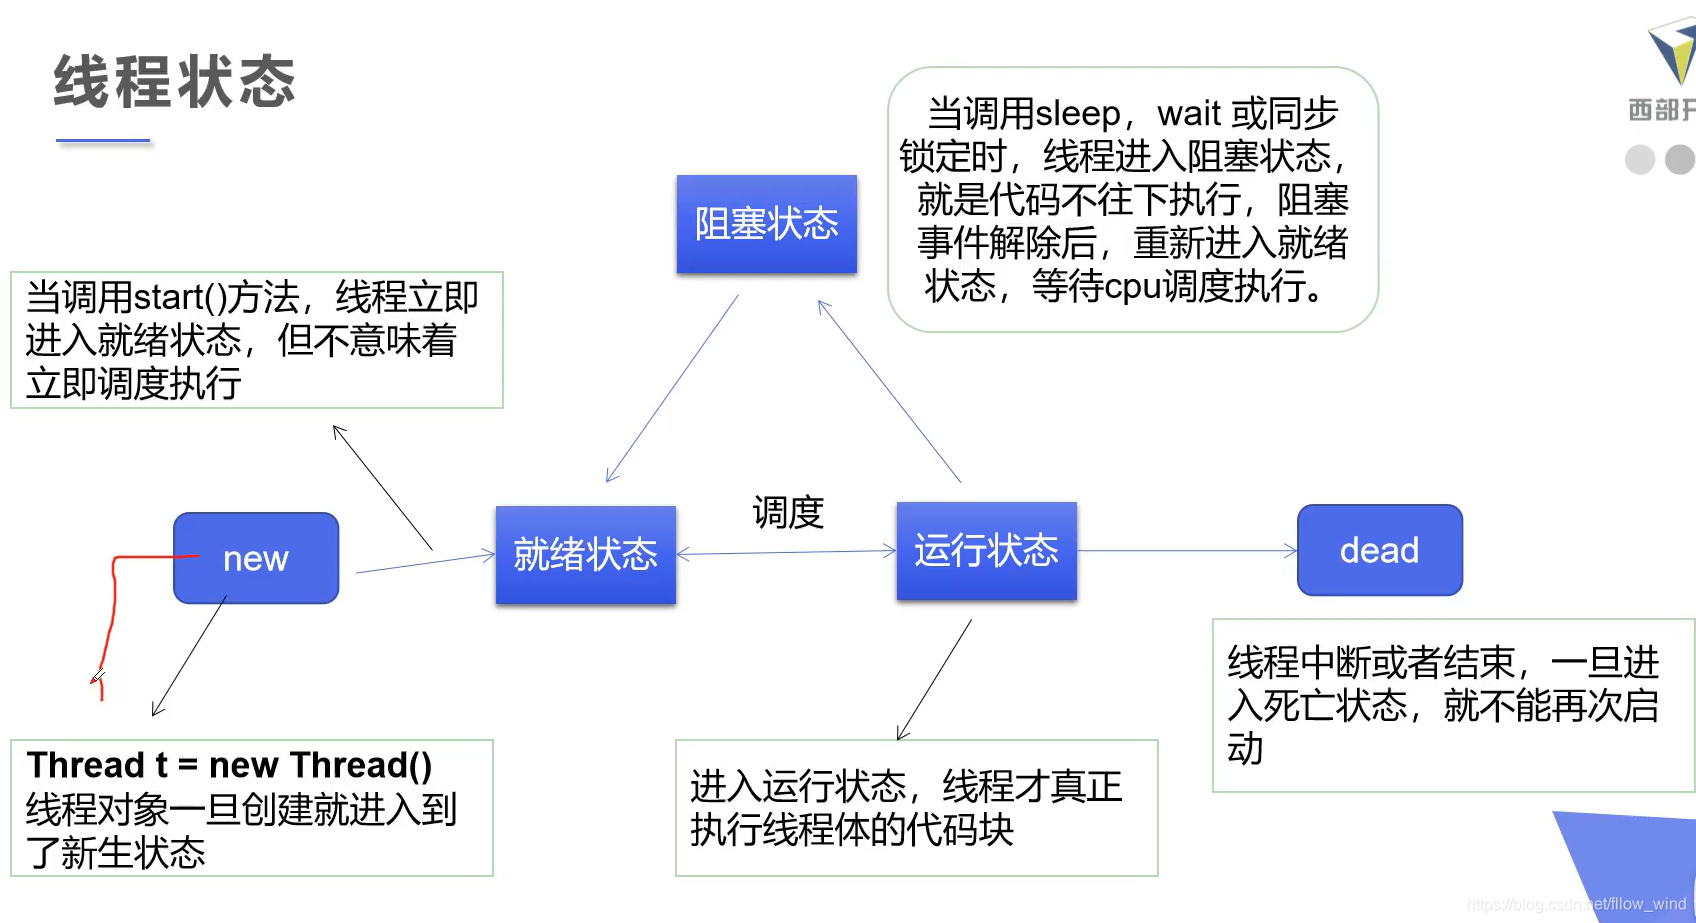 线程状态
西部开
当调用sleep，wait 或同步
锁定时，线程进入阻塞状态，
就是代码不往下执行，阻塞
事件解除后，重新进入就绪
状态，等待cpu调度执行。
阻塞状态
当调用start()方法，线程立即
进入就绪状态，但不意味着
立即调度执行
调度
new
就绪状态
运行状态
dead
线程中断或者结束，一旦进
入死亡状态，就不能再次启
动
Thread t = new Thread()
线程对象一旦创建就进入到
了新生状态
进入运行状态，线程才真正
执行线程体的代码块
https://blog.csdn.net/fllow_wind